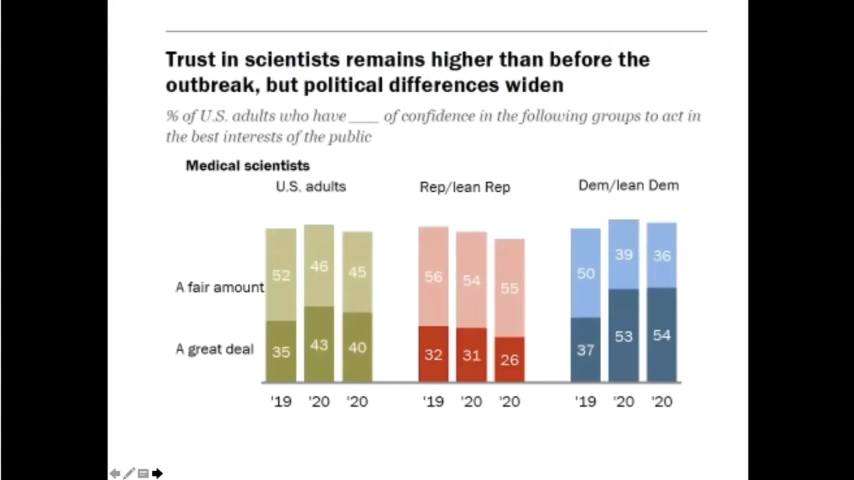 Trust in scientists remains higher than before the
outbreak, but political differences widen
% of U.S. adults who have ___ of confidence in the following groups to act in
the best interests of the public
Medical scientists
U.S. adults Rep/lean Rep Dem/lean Dem
52 46 45 56 54 55 50 39 36
A fair amount
A great deal
35 43 40 32 31 26 37 53 54
'19 '20 '20 '19 '20 '20 '19 '20 '20